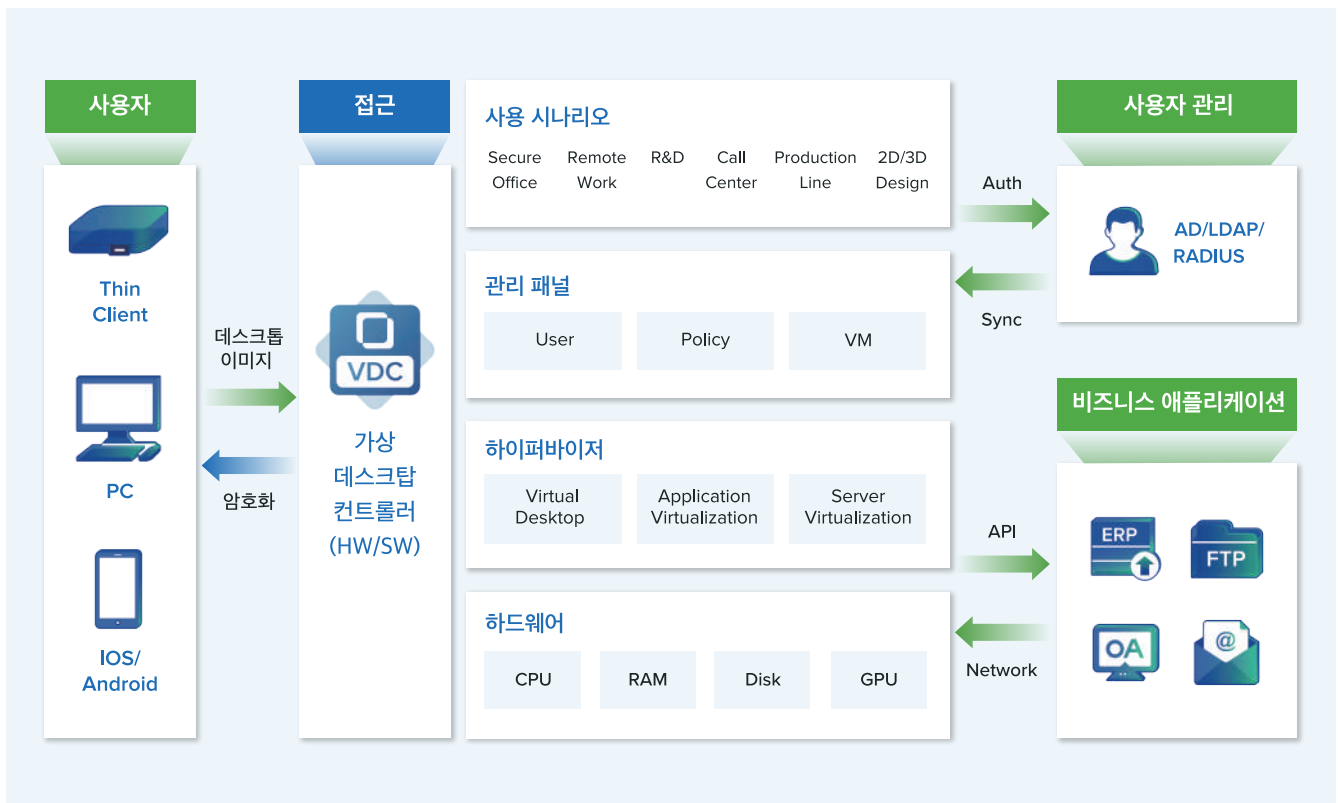 사용자
Thin
Client
PC
IOS/
Android
데스크톱
이미지
암호화
접근
VDC
가상
데스크탑
컨트롤러
(HW/SW)
사용 시나리오
Secure
Office
Remote
Work
R&D
Call
Center
Production
Line
2D/3D
Design
관리 패널
User
Policy
VM
하이퍼바이저
Virtual
Desktop
Application
Virtualization
Server
Virtualization
하드웨어
CPU
RAM
Disk
GPU
Auth
Sync
API
Network
사용자 관리
AD/LDAP/
RADIUS
비즈니스 애플리케이션
ERP
FTP
OA
@